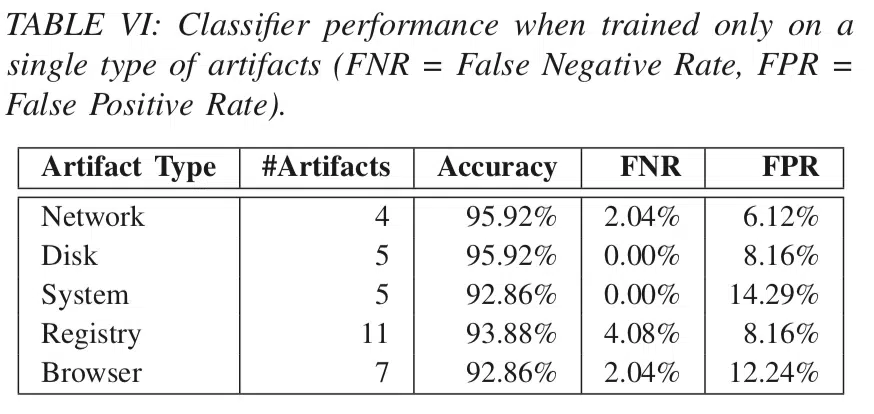 TABLE VI: Classifier performance when trained only on a
single type of artifacts (FNR = False Negative Rate, FPR =
False Positive Rate).
Artifact Type #Artifacts Accuracy FNR FPR
Network 4 95.92% 2.04% 6.12%
Disk 5 95.92% 0.00% 8.16%
System 5 92.86% 0.00% 14.29%
Registry 11 93.88% 4.08% 8.16%
Browser 7 92.86% 2.04% 12.24%